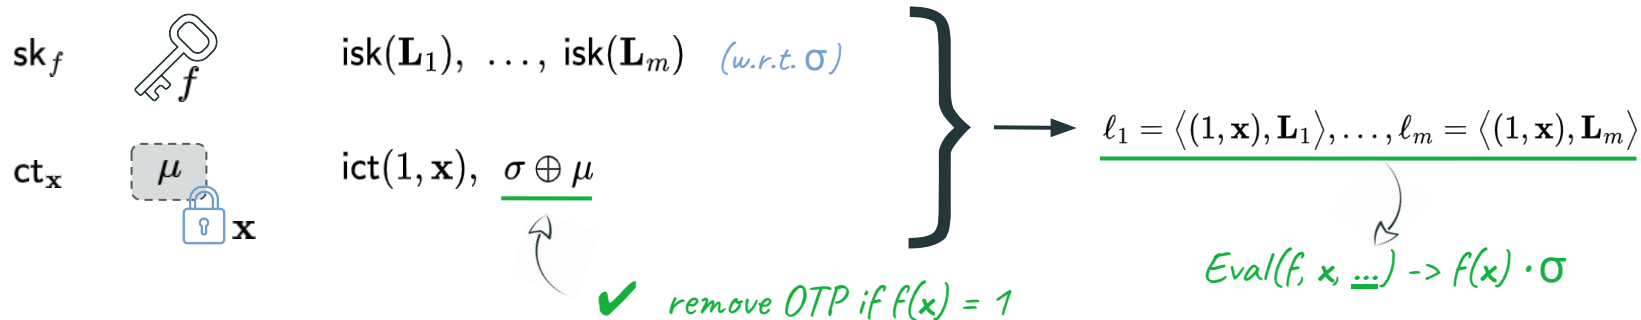 sk_f f isk(L_1), ..., isk(L_m) (w.r.t. σ)
ct_x μ x ict(1, x), σ ⊕ μ
ℓ_1 = ⟨(1, x), L_1⟩, ..., ℓ_m = ⟨(1, x), L_m⟩
Eval(f, x, ...) -> f(x) · σ
✔ remove OTP if f(x) = 1